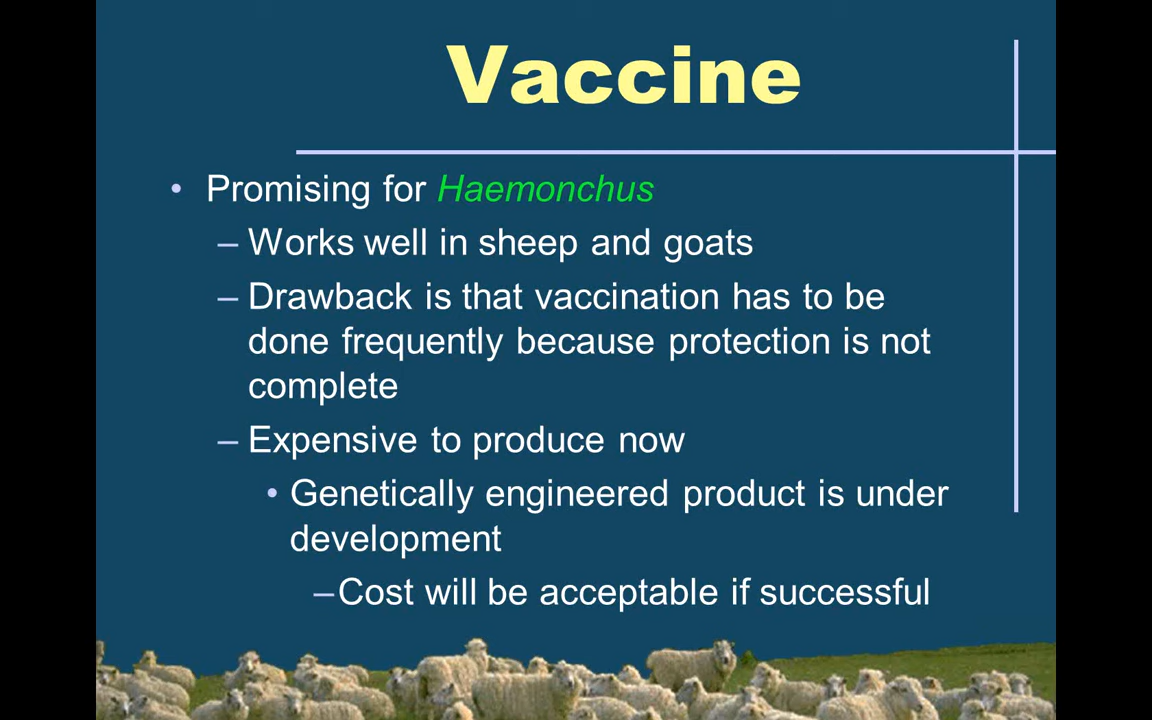 Vaccine
• Promising for Haemonchus
– Works well in sheep and goats
– Drawback is that vaccination has to be
done frequently because protection is not
complete
– Expensive to produce now
• Genetically engineered product is under
development
–Cost will be acceptable if successful